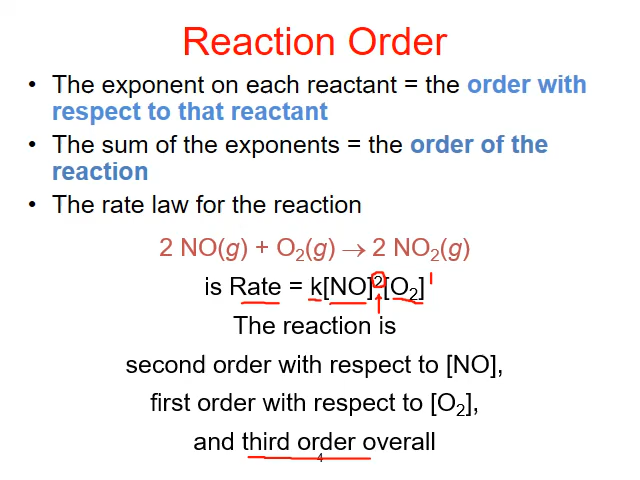 Reaction Order
• The exponent on each reactant = the order with
respect to that reactant
• The sum of the exponents = the order of the
reaction
• The rate law for the reaction
2 NO(g) + O₂(g) → 2 NO₂(g)
is Rate = k[NO]²[O₂]¹
The reaction is
second order with respect to [NO],
first order with respect to [O₂],
and third order overall
4